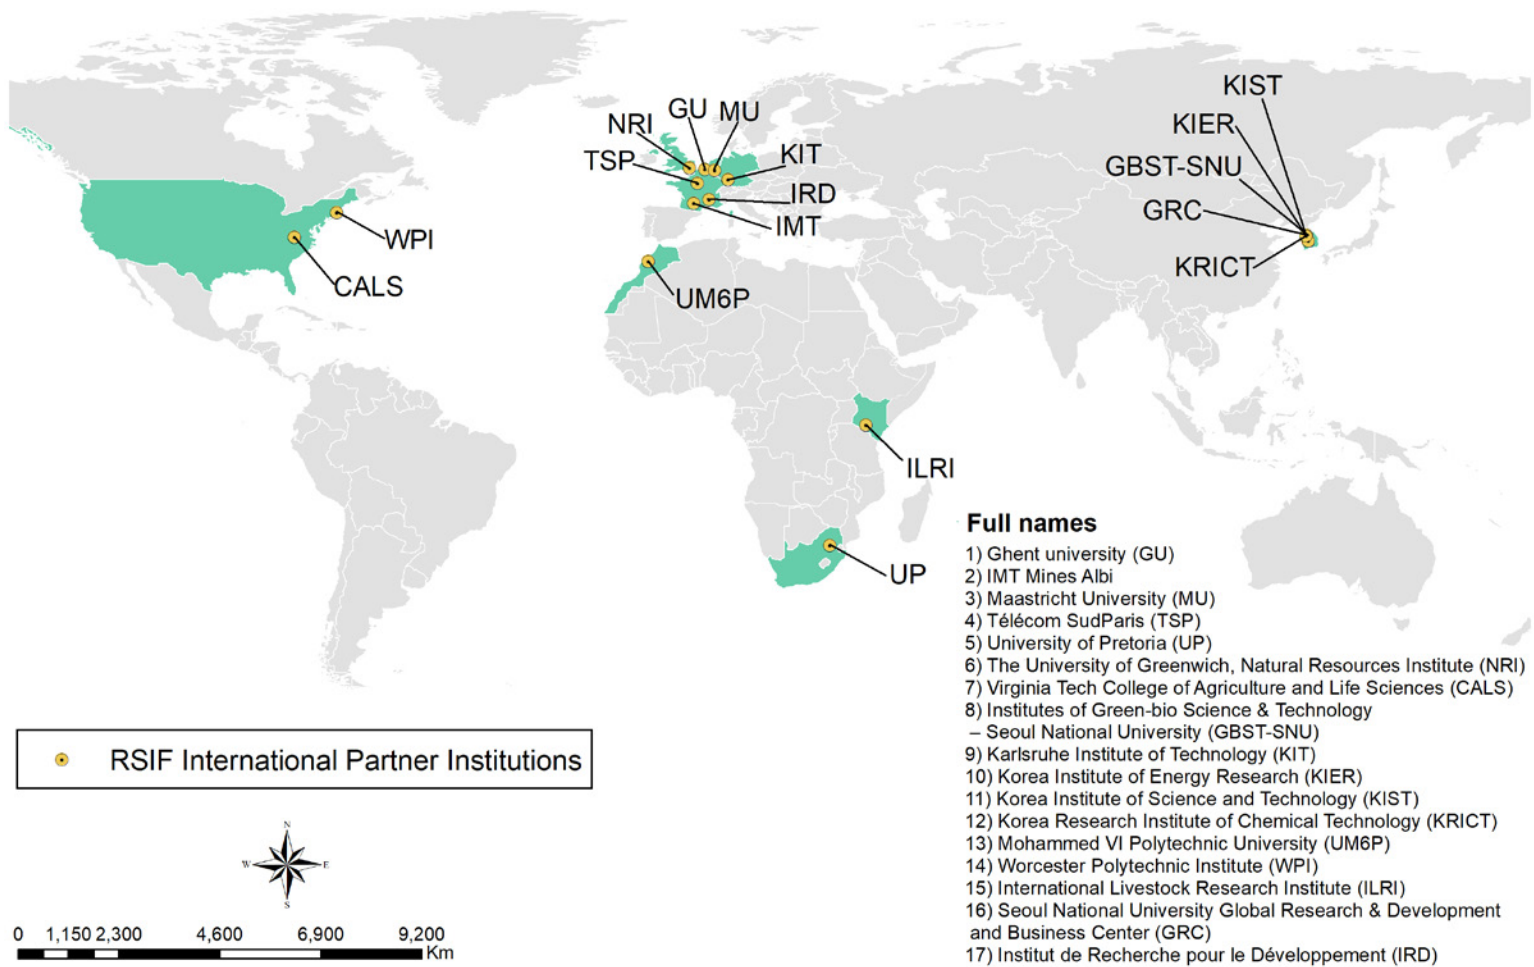 KIST
GU MU
NRI
KIER
TSP
KIT
GBST-SNU
IRD
GRC
IMT
WPI
KRICT
CALS
UM6P
ILRI
UP
Full names
1) Ghent university (GU)
2) IMT Mines Albi
3) Maastricht University (MU)
4) Télécom SudParis (TSP)
5) University of Pretoria (UP)
6) The University of Greenwich, Natural Resources Institute (NRI)
7) Virginia Tech College of Agriculture and Life Sciences (CALS)
8) Institutes of Green-bio Science & Technology
– Seoul National University (GBST-SNU)
9) Karlsruhe Institute of Technology (KIT)
10) Korea Institute of Energy Research (KIER)
11) Korea Institute of Science and Technology (KIST)
12) Korea Research Institute of Chemical Technology (KRICT)
13) Mohammed VI Polytechnic University (UM6P)
14) Worcester Polytechnic Institute (WPI)
15) International Livestock Research Institute (ILRI)
16) Seoul National University Global Research & Development
and Business Center (GRC)
17) Institut de Recherche pour le Développement (IRD)
RSIF International Partner Institutions
N
W E
S
0 1,150 2,300 4,600 6,900 9,200
Km